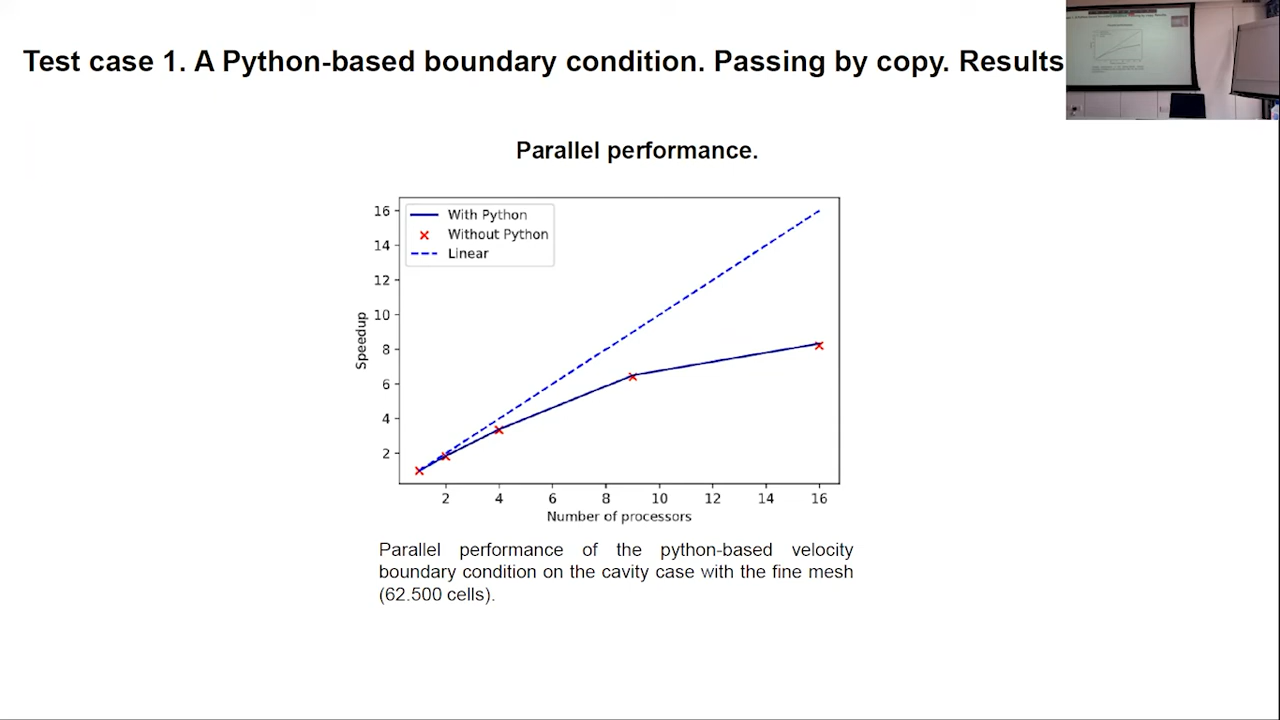 Test case 1. A Python-based boundary condition. Passing by copy. Results
Parallel performance.
With Python
Without Python
Linear
16
14
12
10
8
6
4
2
Speedup
2 4 6 8 10 12 14 16
Number of processors
Parallel performance of the python-based velocity
boundary condition on the cavity case with the fine mesh
(62.500 cells).